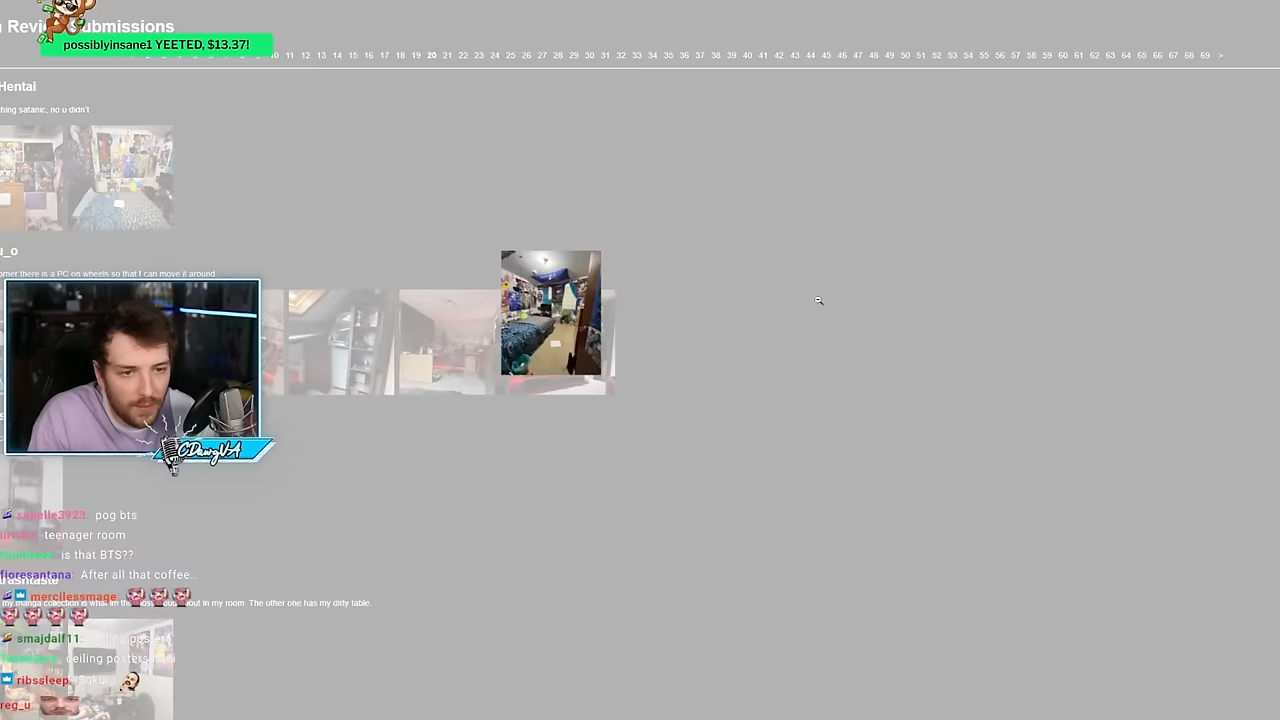 Submissions
possiblyinsane1 YEETED, $13.37!
10 11 12 13 14 15 16 17 18 19 20 21 22 23 24 25 26 27 28 29 30 31 32 33 34 35 36 37 38 39 40 41 42 43 44 45 46 47 48 49 50 51 52 53 54 55 56 57 58 59 60 61 62 63 64 65 66 67 68 69 >
Hentai
thing satanic, no u didn't
u_o
orner there is a PC on wheels so that I can move it around
CDawgVA
pog bts
teenager room
is that BTS??
fioresantana: After all that coffee..
trashtaste
mercilessmage:
my manga collection is what im the most about in my room. The other one has my dirty table.
smajdalf11:
ceiling posters
ribssleep:
reg_u